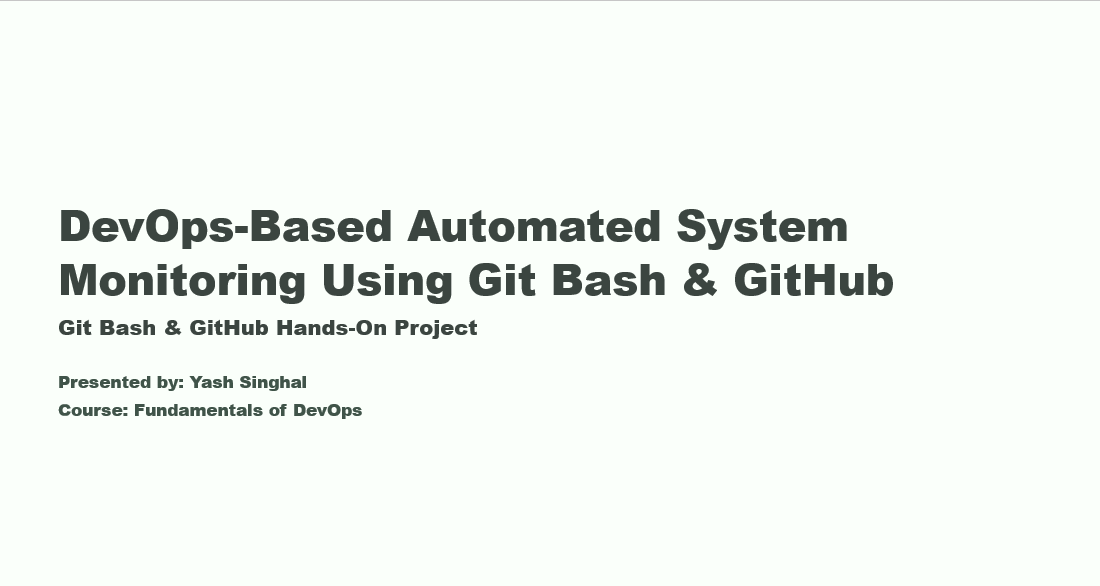 DevOps-Based Automated System
Monitoring Using Git Bash & GitHub
Git Bash & GitHub Hands-On Project
Presented by: Yash Singhal
Course: Fundamentals of DevOps